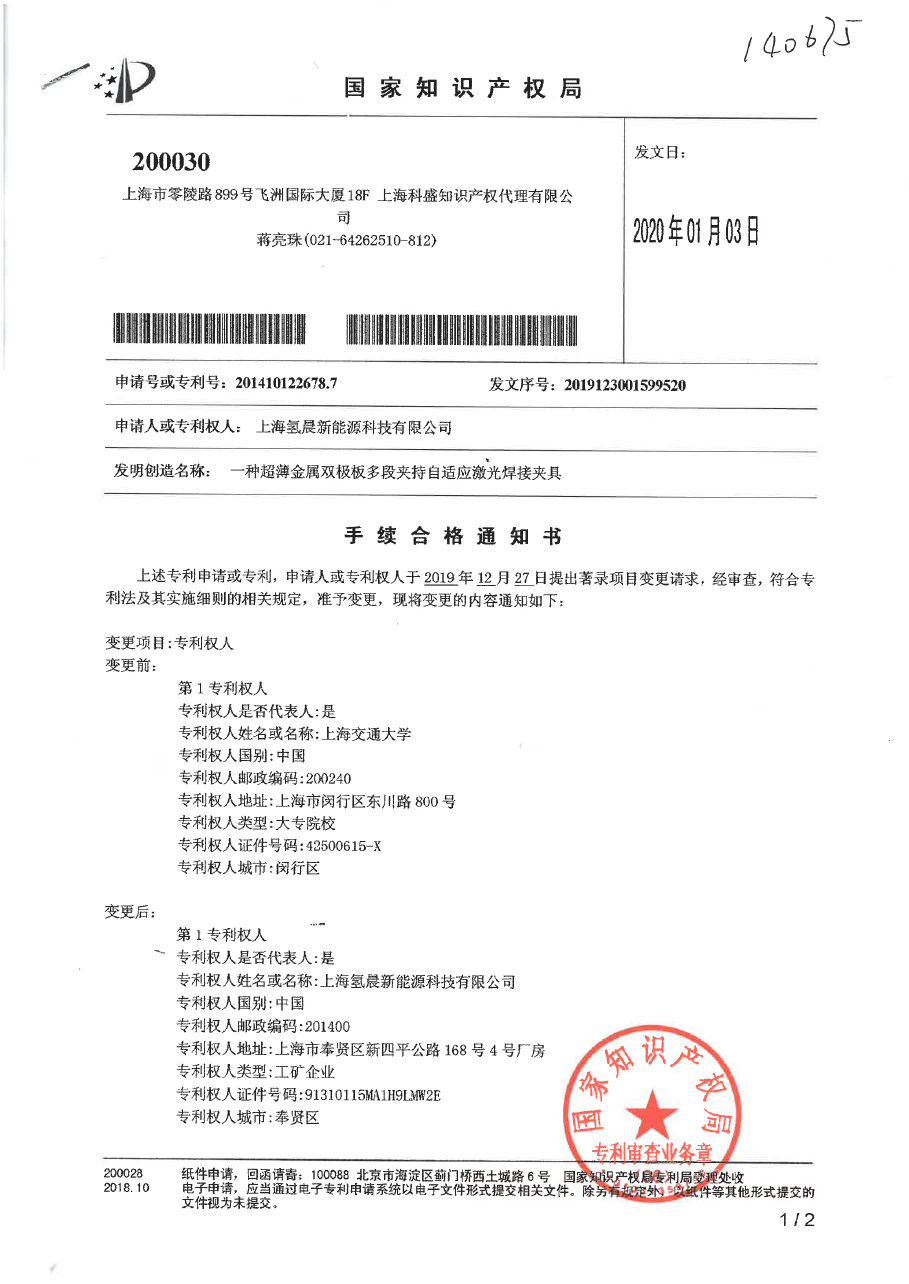 140675
国家知识产权局
200030
上海市零陵路899号飞洲国际大厦18F 上海科盛知识产权代理有限公
司
蒋亮珠(021-64262510-812)
发文日：
2020年01月03日
申请号或专利号：201410122678.7
发文序号：2019123001599520
申请人或专利权人： 上海氢晨新能源科技有限公司
发明创造名称： 一种超薄金属双极板多段夹持自适应激光焊接夹具
手续合格通知书
上述专利申请或专利，申请人或专利权人于2019年12月27日提出著录项目变更请求，经审查，符合专
利法及其实施细则的相关规定，准予变更，现将变更的内容通知如下：
变更项目:专利权人
变更前：
第1专利权人
专利权人是否代表人:是
专利权人姓名或名称:上海交通大学
专利权人国别:中国
专利权人邮政编码:200240
专利权人地址:上海市闵行区东川路800号
专利权人类型:大专院校
专利权人证件号码:42500615-X
专利权人城市:闵行区
变更后：
第1专利权人
专利权人是否代表人:是
专利权人姓名或名称:上海氢晨新能源科技有限公司
专利权人国别:中国
专利权人邮政编码:201400
专利权人地址:上海市奉贤区新四平公路168号4号厂房
专利权人类型:工矿企业
专利权人证件号码:91310115MA1H9LMW2E
专利权人城市:奉贤区
国家知识产权局
专利审查业务章
200028
2018.10
纸件申请，回函请寄：100088 北京市海淀区蓟门桥西土城路6号 国家知识产权局专利局受理处收
电子申请，应当通过电子专利申请系统以电子文件形式提交相关文件。除另有规定外，以纸件等其他形式提交的
文件视为未提交。
1 / 2